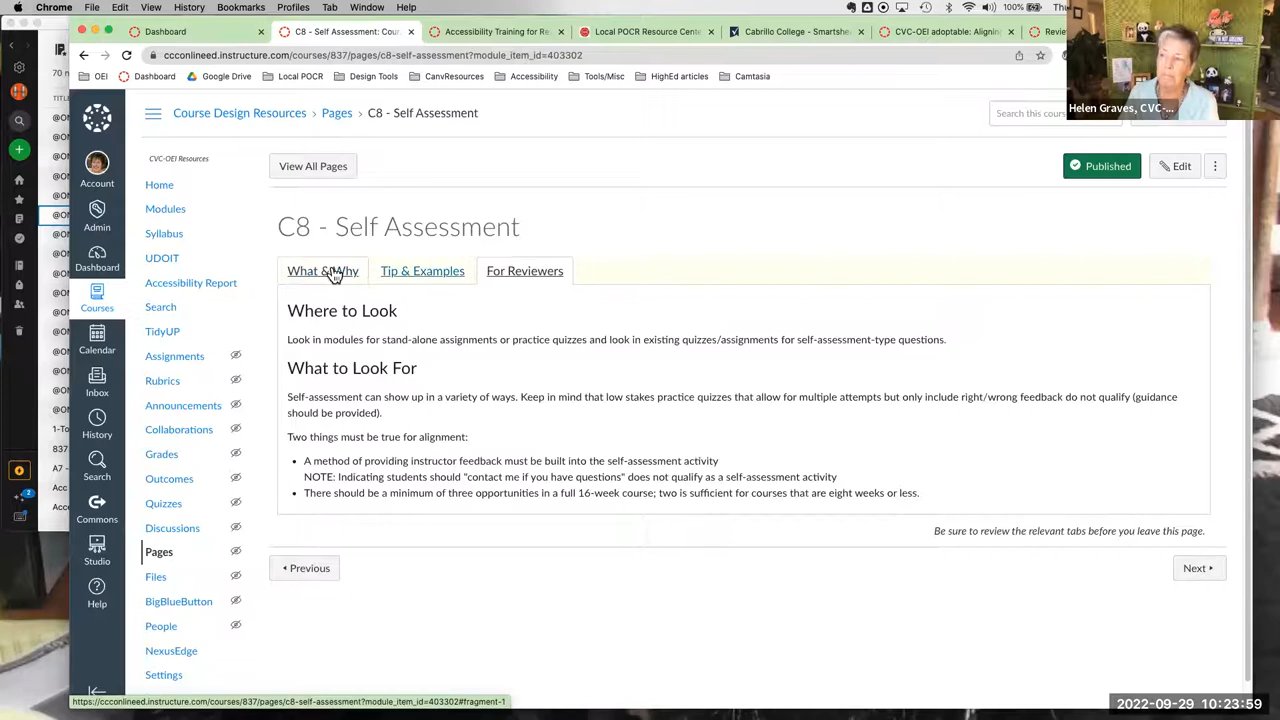 Chrome File Edit View History Bookmarks Profiles Tab Window Help
100%
Dashboard
C8 - Self Assessment: Cour
Accessibility Training for Re
Local POCR Resource Cente
Cabrillo College - Smartshe
CVC-OEI adoptable: Alignin
Revie
ccconlineed.instructure.com/courses/837/pages/c8-self-assessment?module_item_id=403302
OEI
Dashboard
Google Drive
Local POCR
Design Tools
CanvResources
Accessibility
Tools/Misc
HighEd articles
Camtasia
Helen Graves, CVC-...
Course Design Resources › Pages › C8 - Self Assessment
Search this cours
CVC-OEI Resources
View All Pages
Published
Edit
Account
Admin
Dashboard
Courses
Calendar
Inbox
History
Search
Commons
Studio
Help
Home
Modules
Syllabus
UDOIT
Accessibility Report
Search
TidyUP
Assignments
Rubrics
Announcements
Collaborations
Grades
Outcomes
Quizzes
Discussions
Pages
Files
BigBlueButton
People
NexusEdge
Settings
C8 - Self Assessment
What & Why
Tip & Examples
For Reviewers
Where to Look
Look in modules for stand-alone assignments or practice quizzes and look in existing quizzes/assignments for self-assessment-type questions.
What to Look For
Self-assessment can show up in a variety of ways. Keep in mind that low stakes practice quizzes that allow for multiple attempts but only include right/wrong feedback do not qualify (guidance
should be provided).
Two things must be true for alignment:
• A method of providing instructor feedback must be built into the self-assessment activity
NOTE: Indicating students should "contact me if you have questions" does not qualify as a self-assessment activity
• There should be a minimum of three opportunities in a full 16-week course; two is sufficient for courses that are eight weeks or less.
Be sure to review the relevant tabs before you leave this page.
Previous
Next
https://ccconlineed.instructure.com/courses/837/pages/c8-self-assessment?module_item_id=403302#fragment-1
2022-09-29 10:23:59